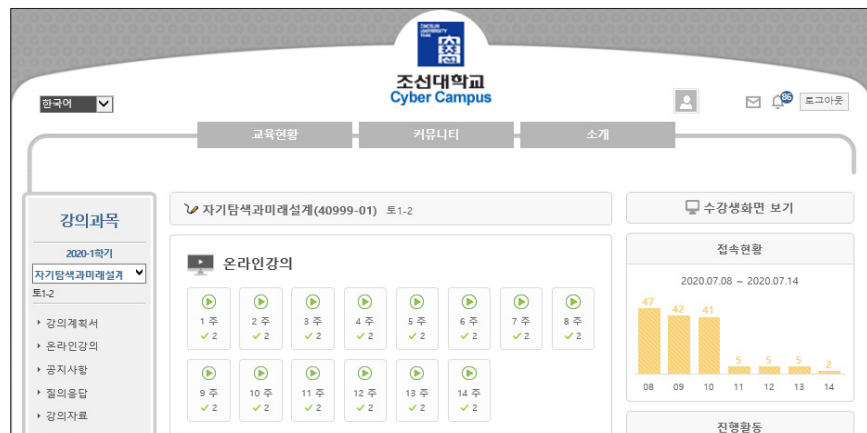 CHOSUN
UNIVERSITY
조선대학교
Cyber Campus
한국어
86
로그아웃
교육현황
커뮤니티
소개
강의과목
2020-1학기
자기탐색과미래설계
토1-2
강의계획서
온라인강의
공지사항
질의응답
강의자료
자기탐색과미래설계(40999-01) 토1-2
온라인강의
1 주
✓ 2
2 주
✓ 2
3 주
✓ 2
4 주
✓ 2
5 주
✓ 2
6 주
✓ 2
7 주
✓ 2
8 주
✓ 2
9 주
✓ 2
10 주
✓ 2
11 주
✓ 2
12 주
✓ 2
13 주
✓ 2
14 주
✓ 2
수강생화면 보기
접속현황
2020.07.08 ~ 2020.07.14
47 42 41 5 5 5 2
08 09 10 11 12 13 14
진행활동